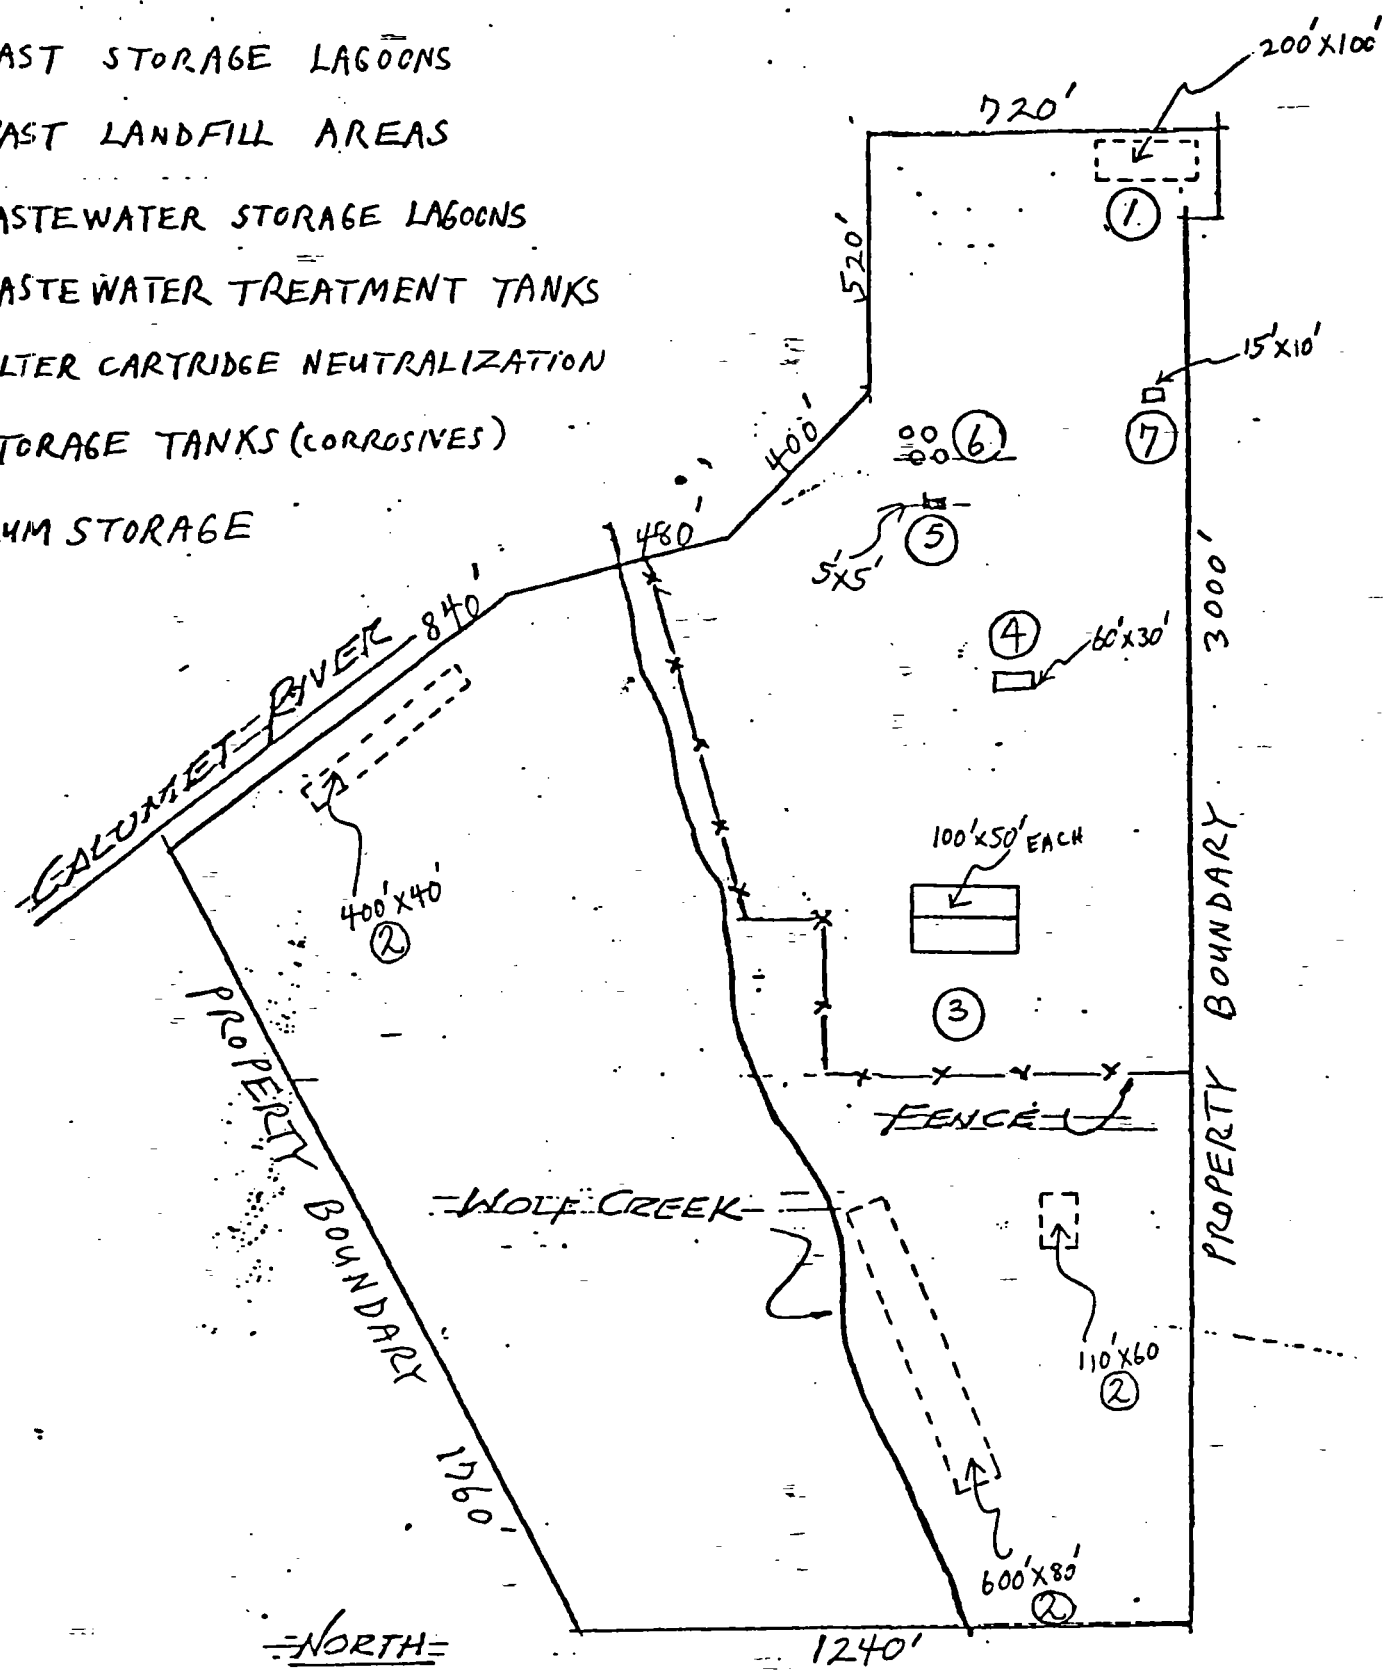 AST STORAGE LAGOONS
AST LANDFILL AREAS
ASTEWATER STORAGE LAGOONS
ASTEWATER TREATMENT TANKS
LTER CARTRIDGE NEUTRALIZATION
TORAGE TANKS (CORROSIVES)
UM STORAGE
200'X100'
720'
1
520'
15'X10'
7
400'
6
5
5'X5'
480'
840'
CALUMET RIVER
4
60'X30'
3000'
100'X50' EACH
400'X40'
2
3
PROPERTY BOUNDARY
FENCE
PROPERTY BOUNDARY
WOLF CREEK
110'X60
2
1760'
600'X80'
2
NORTH
1240'